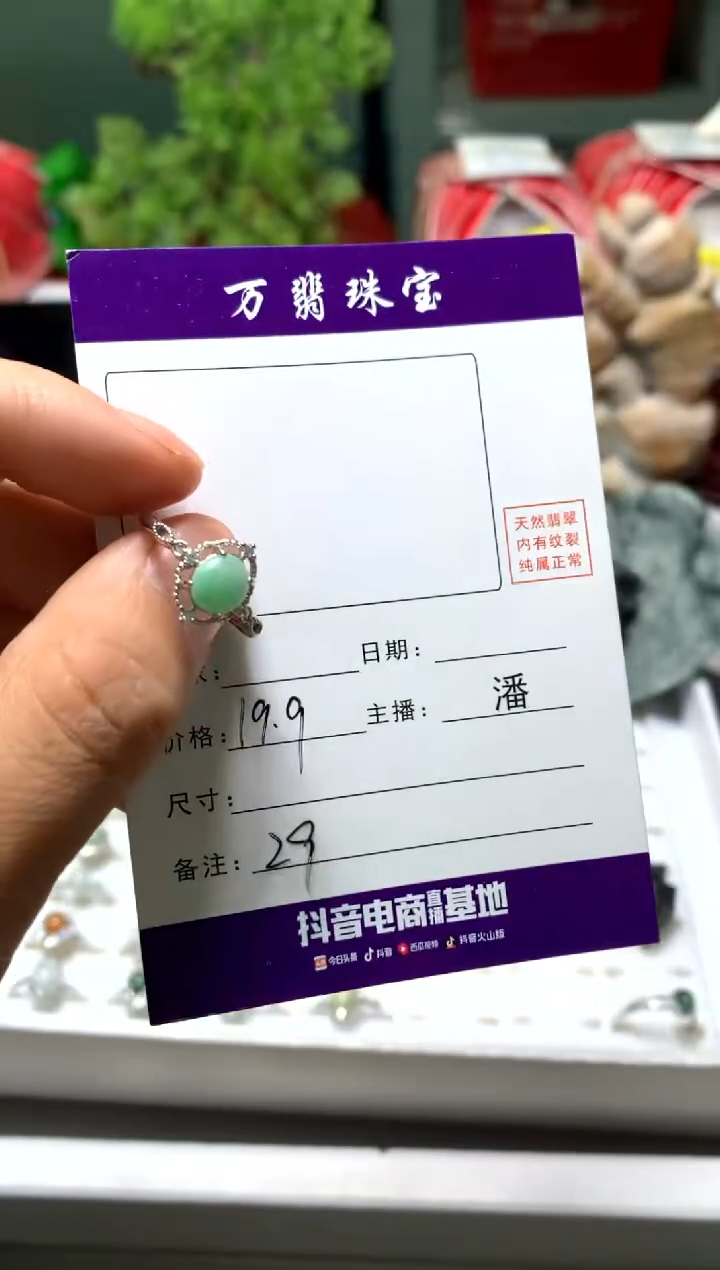 万翡珠宝
天然翡翠
内有纹裂
纯属正常
日期：
价格：19.9 主播：潘
尺寸：
备注：29
抖音电商直播基地
今日头条 抖音 西瓜视频 抖音火山版